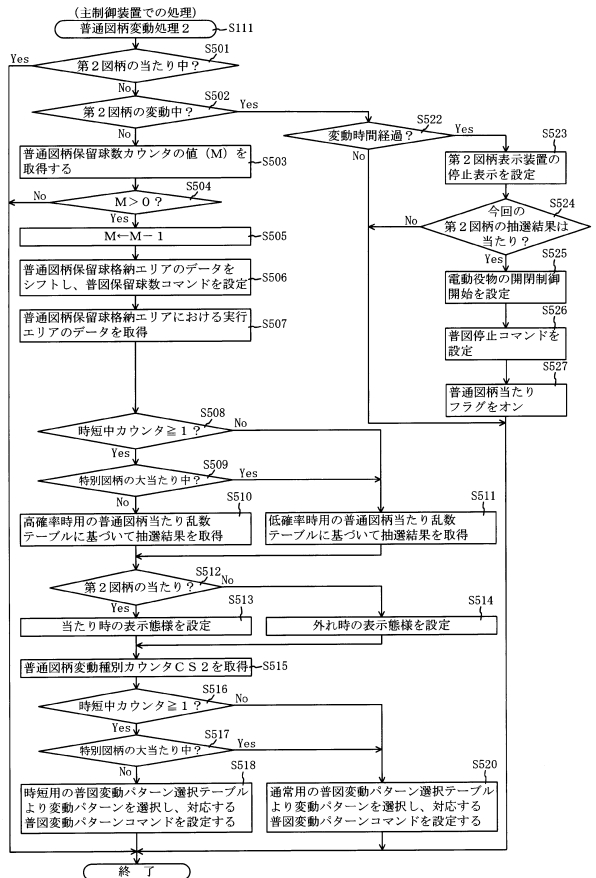 (主制御装置での処理)
普通図柄変動処理2
S111
S501
Yes
第2図柄の当たり中?
No
S502
第2図柄の変動中?
Yes
No
S522
変動時間経過?
Yes
No
S523
第2図柄表示装置の
停止表示を設定
普通図柄保留球数カウンタの値(M)を
取得する
S503
S504
No
M>0?
Yes
S524
今回の
第2図柄の抽選結果は
当たり?
No
Yes
M←M−1
S505
普通図柄保留球格納エリアのデータを
シフトし、普図保留球数コマンドを設定
S506
S525
電動役物の開閉制御
開始を設定
普通図柄保留球格納エリアにおける実行
エリアのデータを取得
S507
S526
普図停止コマンドを
設定
S527
普通図柄当たり
フラグをオン
S508
時短中カウンタ≧1?
No
Yes
S509
特別図柄の大当たり中?
Yes
No
S510
高確率時用の普通図柄当たり乱数
テーブルに基づいて抽選結果を取得
S511
低確率時用の普通図柄当たり乱数
テーブルに基づいて抽選結果を取得
S512
第2図柄の当たり?
No
Yes
S513
当たり時の表示態様を設定
S514
外れ時の表示態様を設定
普通図柄変動種別カウンタCS2を取得
S515
S516
時短中カウンタ≧1?
No
Yes
S517
特別図柄の大当たり中?
Yes
No
S518
時短用の普図変動パターン選択テーブル
より変動パターンを選択し、対応する
普図変動パターンコマンドを設定する
S520
通常用の普図変動パターン選択テーブル
より変動パターンを選択し、対応する
普図変動パターンコマンドを設定する
終 了